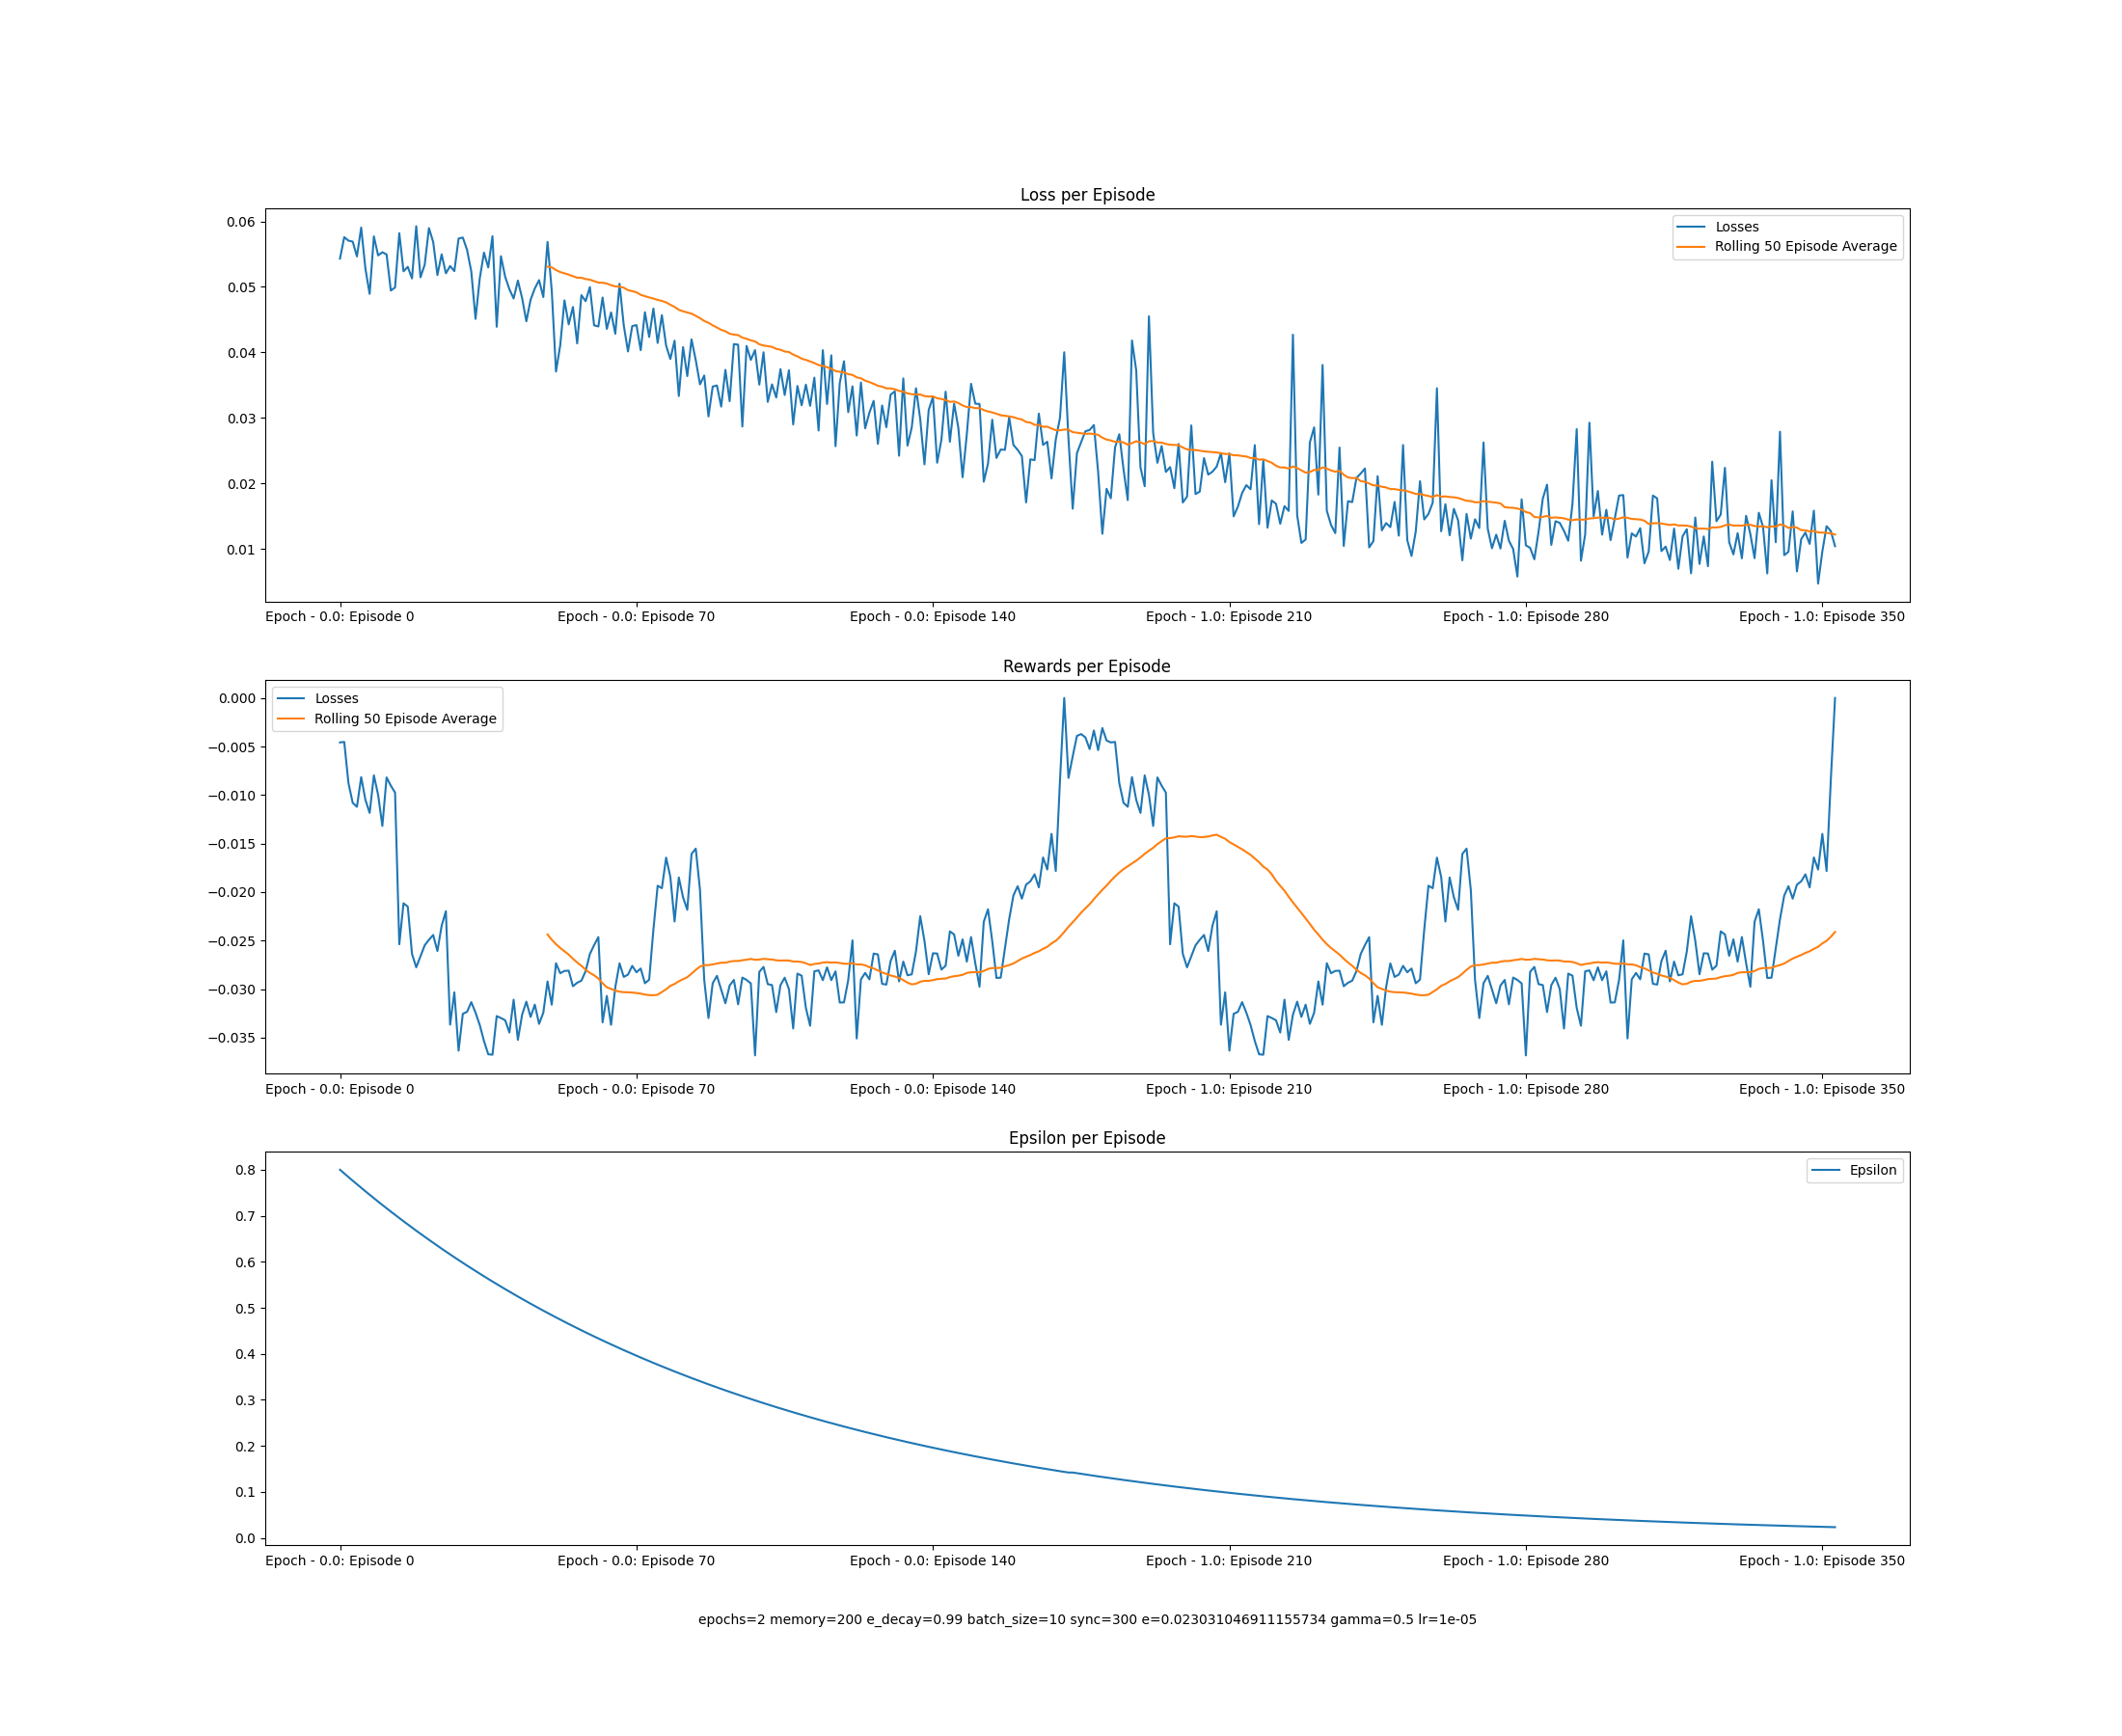 Loss per Episode
0.06
0.05
0.04
0.03
0.02
0.01
Losses
Rolling 50 Episode Average
Epoch - 0.0: Episode 0
Epoch - 0.0: Episode 70
Epoch - 0.0: Episode 140
Epoch - 1.0: Episode 210
Epoch - 1.0: Episode 280
Epoch - 1.0: Episode 350
Rewards per Episode
0.000
−0.005
−0.010
−0.015
−0.020
−0.025
−0.030
−0.035
Losses
Rolling 50 Episode Average
Epoch - 0.0: Episode 0
Epoch - 0.0: Episode 70
Epoch - 0.0: Episode 140
Epoch - 1.0: Episode 210
Epoch - 1.0: Episode 280
Epoch - 1.0: Episode 350
Epsilon per Episode
0.8
0.7
0.6
0.5
0.4
0.3
0.2
0.1
0.0
Epsilon
Epoch - 0.0: Episode 0
Epoch - 0.0: Episode 70
Epoch - 0.0: Episode 140
Epoch - 1.0: Episode 210
Epoch - 1.0: Episode 280
Epoch - 1.0: Episode 350
epochs=2 memory=200 e_decay=0.99 batch_size=10 sync=300 e=0.023031046911155734 gamma=0.5 lr=1e-05